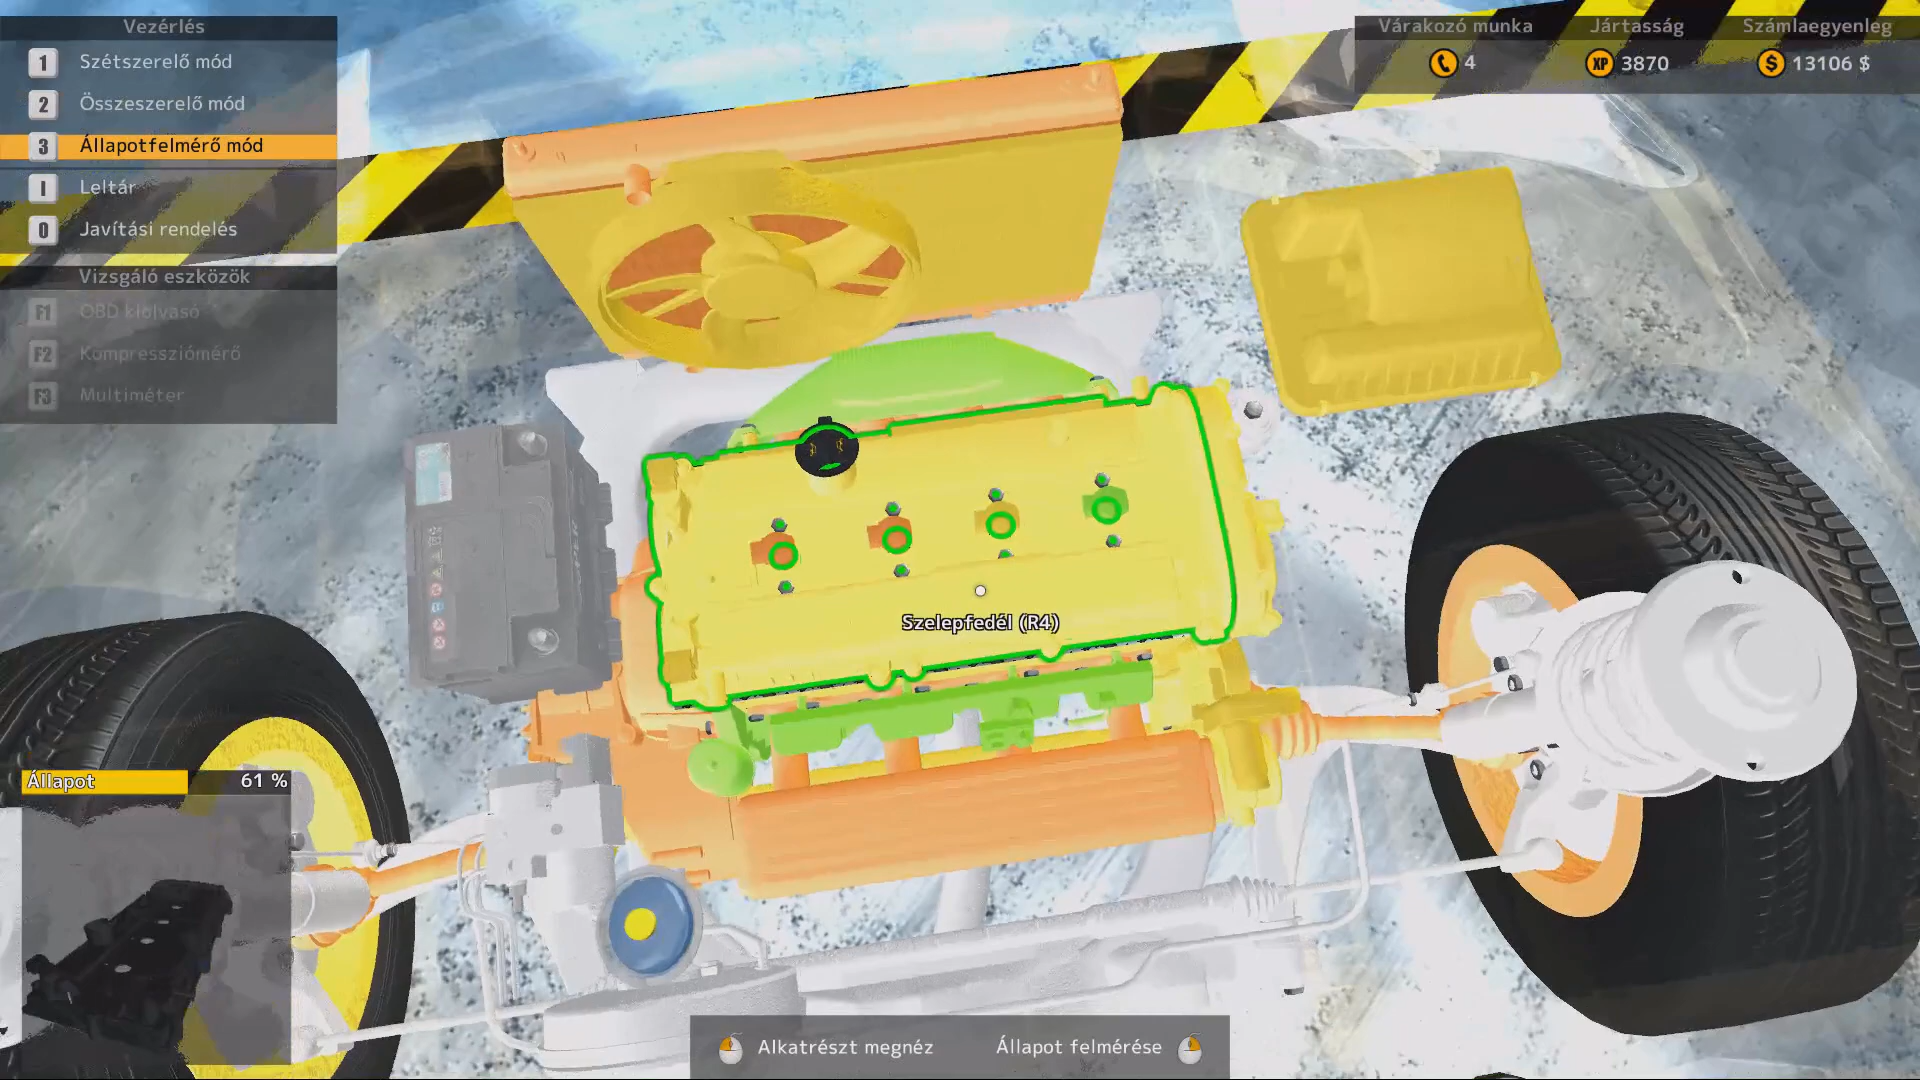 Vezérlés
1 Szétszerelő mód
2 Összeszerelő mód
3 Állapotfelmérő mód
I Leltár
O Javítási rendelés
Vizsgáló eszközök
F1 OBD kiolvasó
F2 Kompressziómérő
F3 Multiméter
Várakozó munka Jártasság Számlaegyenleg
4 XP 3870 $ 13106 $
Szelepfedél (R4)
Állapot 61 %
Alkatrészt megnéz Állapot felmérése